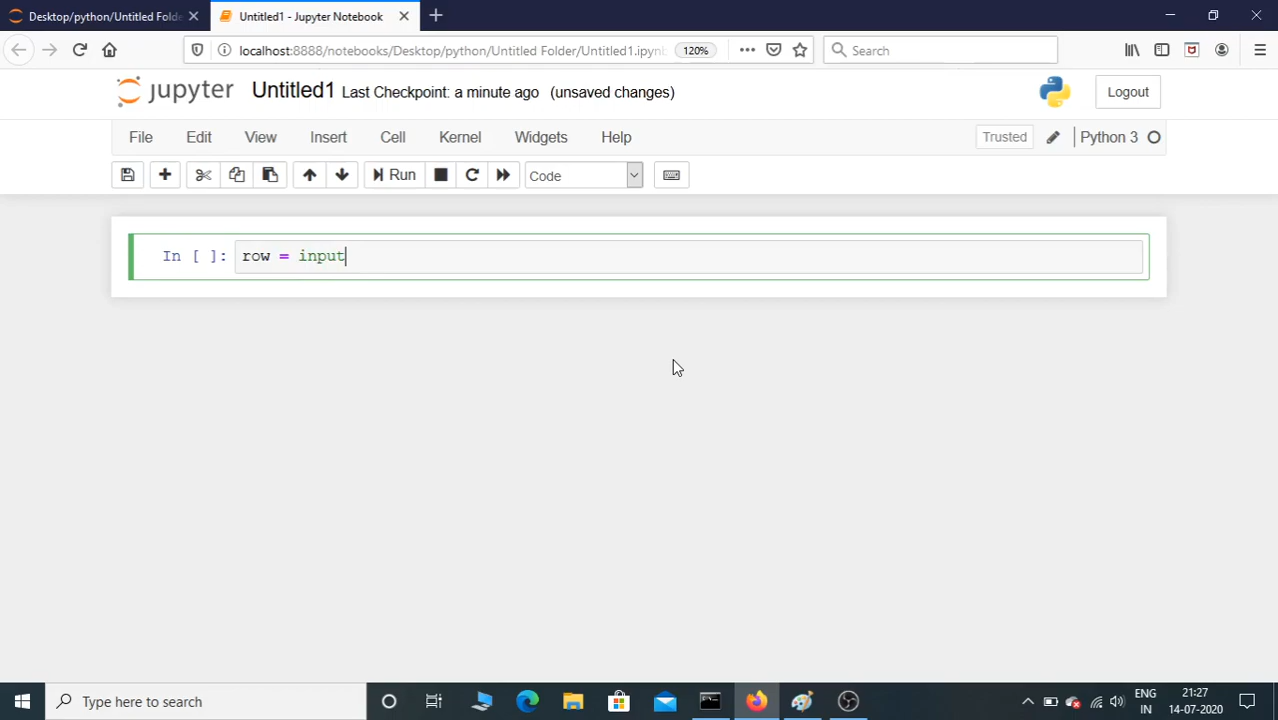 Desktop/python/Untitled Folde
Untitled1 - Jupyter Notebook
localhost:8888/notebooks/Desktop/python/Untitled Folder/Untitled1.ipynb
120%
Search
jupyter Untitled1 Last Checkpoint: a minute ago (unsaved changes)
Logout
File Edit View Insert Cell Kernel Widgets Help
Trusted
Python 3
Run
Code
In [ ]: row = input
Type here to search
ENG
IN
21:27
14-07-2020